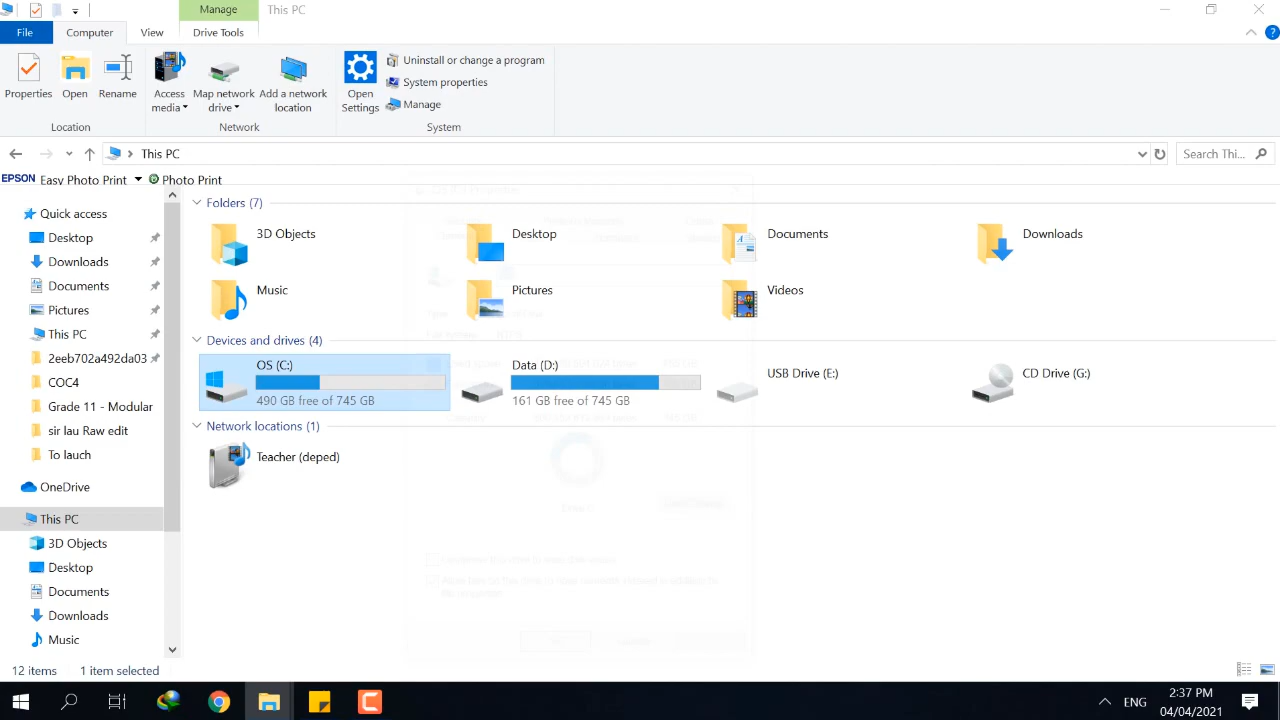 Manage
This PC
File
Computer
View
Drive Tools
Properties
Open
Rename
Access media
Map network drive
Add a network location
Open Settings
Uninstall or change a program
System properties
Manage
Location
Network
System
This PC
Search Thi...
EPSON Easy Photo Print
Photo Print
Quick access
Desktop
Downloads
Documents
Pictures
This PC
2eeb702a492da03
COC4
Grade 11 - Modular
sir lau Raw edit
To lauch
OneDrive
This PC
3D Objects
Desktop
Documents
Downloads
Music
Folders (7)
3D Objects
Desktop
Documents
Downloads
Music
Pictures
Videos
Devices and drives (4)
OS (C:)
490 GB free of 745 GB
Data (D:)
161 GB free of 745 GB
USB Drive (E:)
CD Drive (G:)
Network locations (1)
Teacher (deped)
12 items
1 item selected
ENG
2:37 PM
04/04/2021